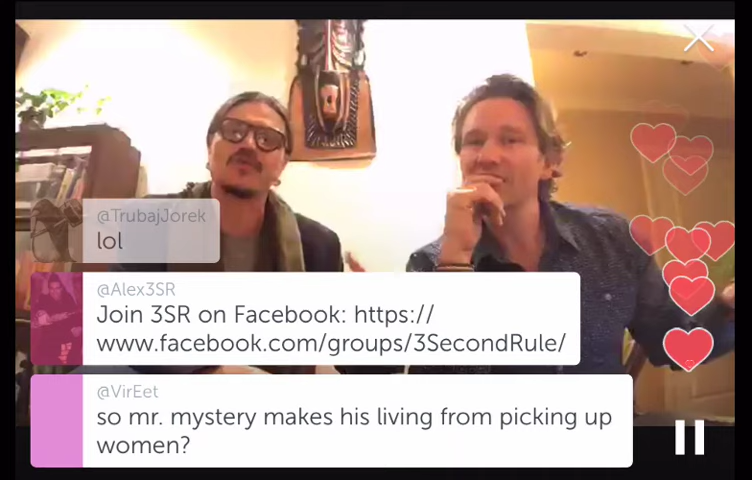 @TrubajJorek
lol
@Alex3SR
Join 3SR on Facebook: https://
www.facebook.com/groups/3SecondRule/
@VirEet
so mr. mystery makes his living from picking up
women?